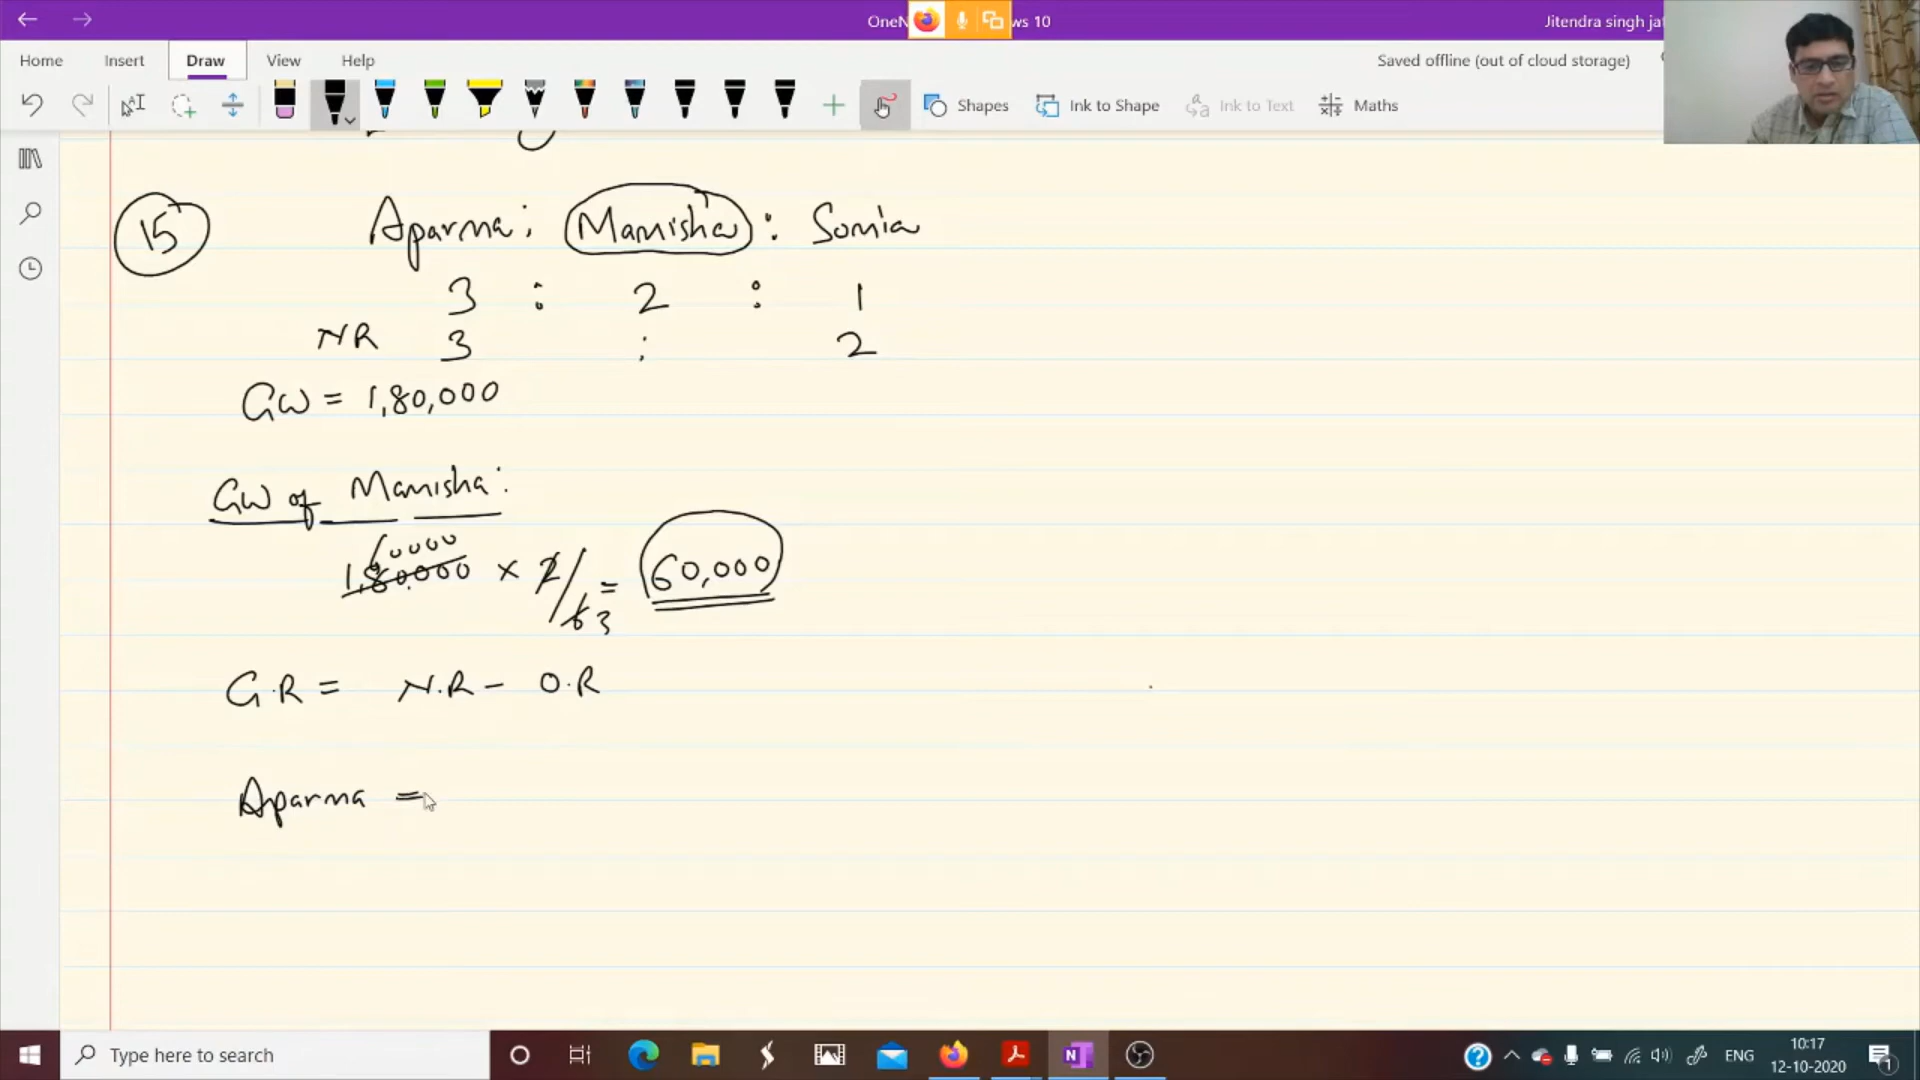 OneN ws 10
Jitendra singh jat
Home Insert Draw View Help
Saved offline (out of cloud storage)
Shapes Ink to Shape Ink to Text Maths
15 Aparna : Manisha : Sonia
3 : 2 : 1
NR 3 : 2
GW = 1,80,000
GW of Manisha:
60000
1,80,000 × 2/6 3 = 60,000
G.R = N.R - O.R
Aparna =
Type here to search
ENG
10:17
12-10-2020
1